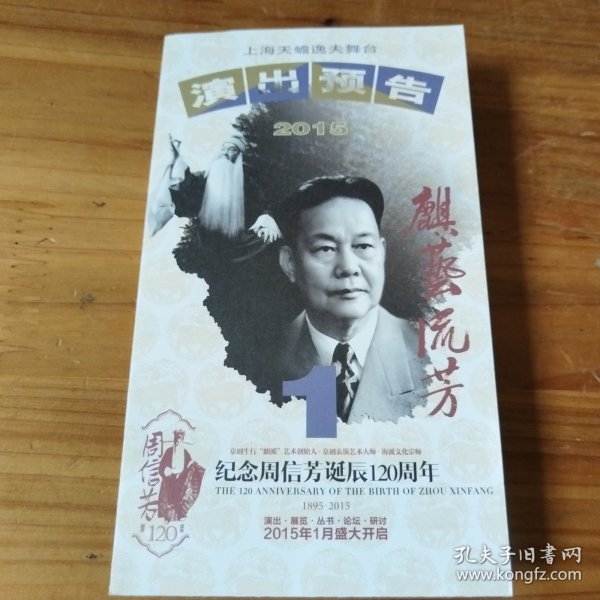 上海天蟾逸夫舞台
演出预告
2015
麒藝流芳
1
京剧生行“麒派”艺术创始人·京剧表演艺术大师·海派文化宗师
纪念周信芳诞辰120周年
THE 120 ANNIVERSARY OF THE BIRTH OF ZHOU XINFANG
1895-2015
演出·展览·丛书·论坛·研讨
2015年1月盛大开启
周信芳
120
孔夫子旧书网
www.kongfz.com